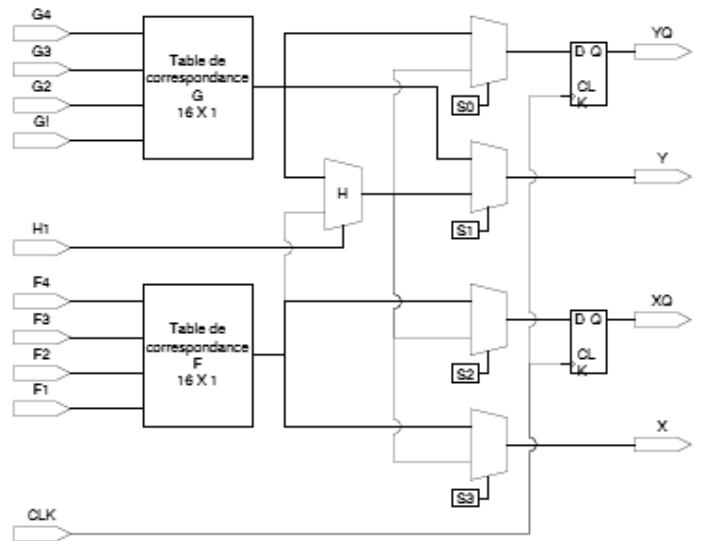 G4
G3
G2
G!
Table de
correspondance
G
16 X 1
S0
D Q
CL
K
YQ
H
S1
Y
H1
F4
F3
F2
F1
Table de
correspondance
F
16 X 1
S2
D Q
CL
K
XQ
S3
X
CLK